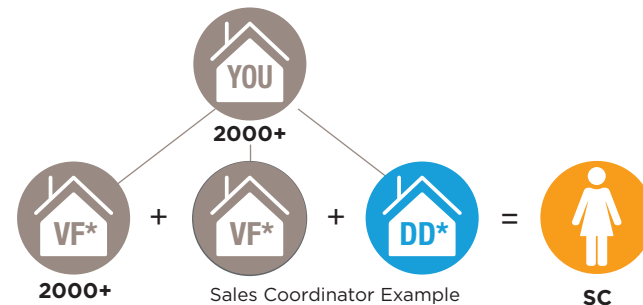 YOU
2000+
VF* + VF* + DD* =
2000+ Sales Coordinator Example SC